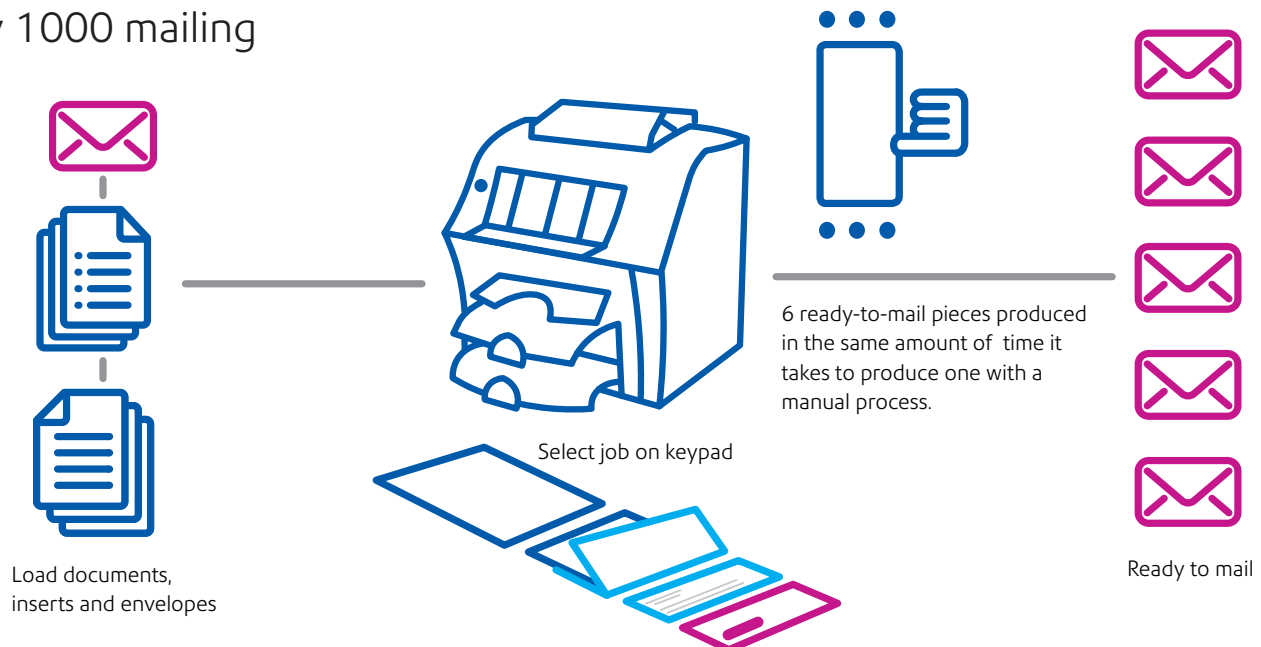 1000 mailing
Load documents,
inserts and envelopes
Select job on keypad
6 ready-to-mail pieces produced
in the same amount of time it
takes to produce one with a
manual process.
Ready to mail